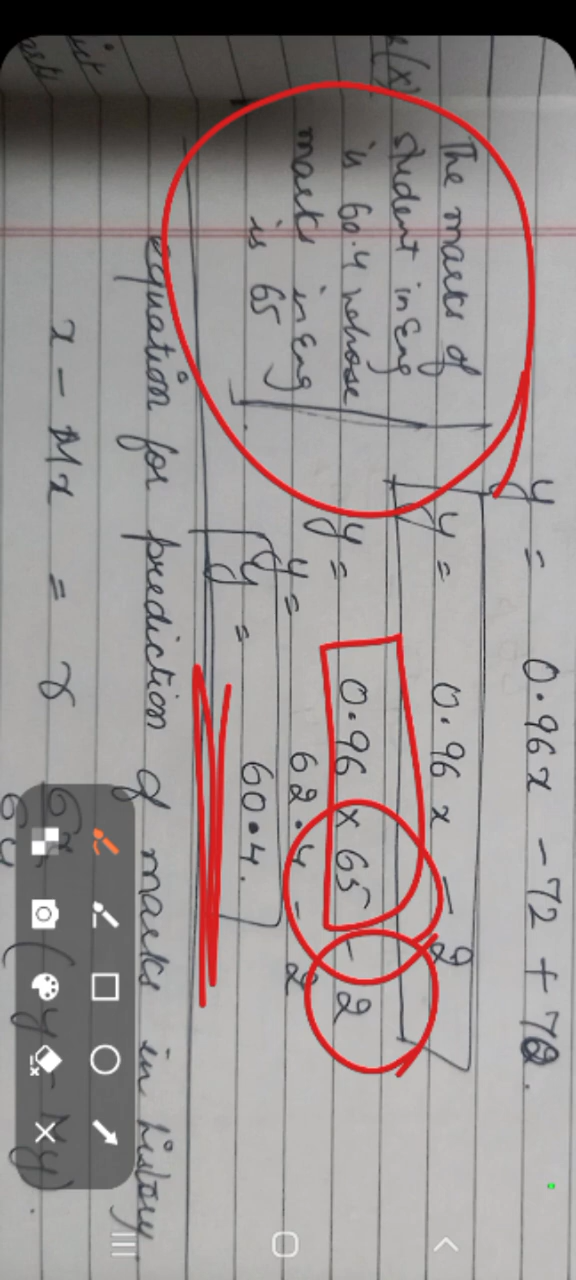 y = 0.96x - 72 + 70.
y = 0.96x - 2
y = 0.96 x 65 - 2
y = 62.4 - 2
y = 60.4.
The marks of
student in Eng
is 60.4 whose
marks in Eng
is 65
equation for prediction of marks in history
x - Mx =